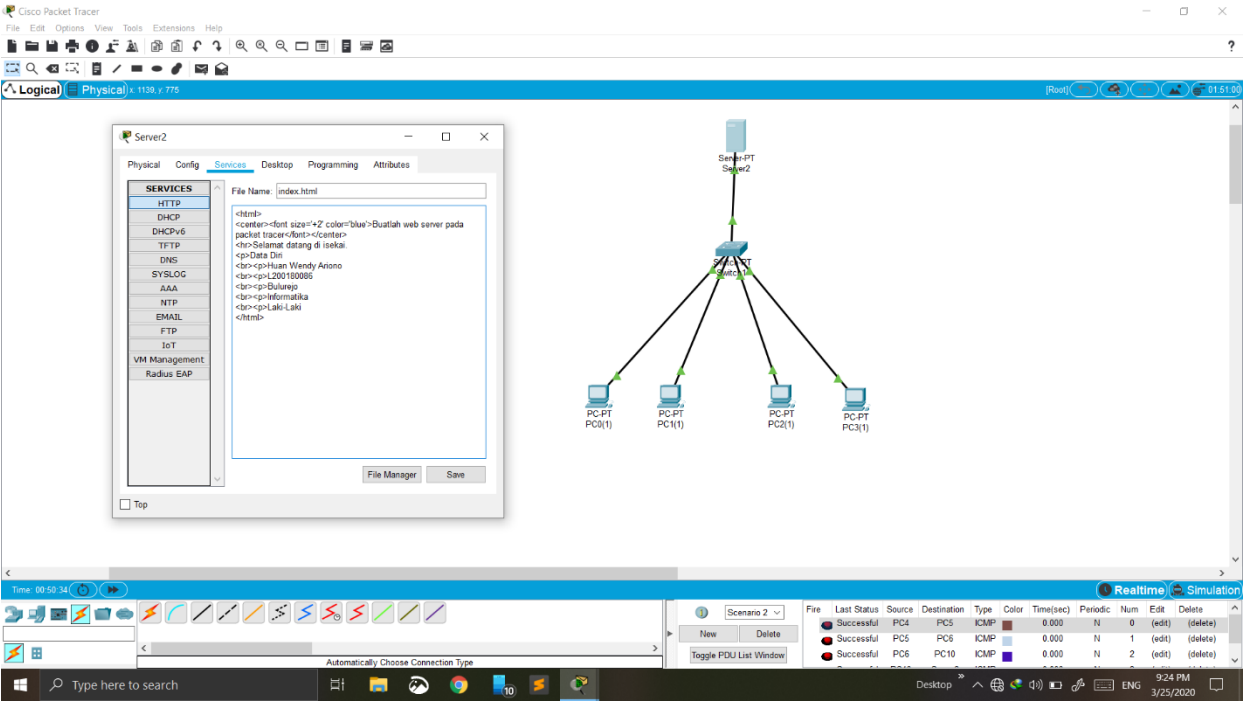 Cisco Packet Tracer
File Edit Options View Tools Extensions Help
?
Logical Physical x: 1139, y: 775
[Root] 01:51:00
Server2
Physical Config Services Desktop Programming Attributes
SERVICES
HTTP
DHCP
DHCPv6
TFTP
DNS
SYSLOG
AAA
NTP
EMAIL
FTP
IoT
VM Management
Radius EAP
File Name: index.html
<html>
<center><font size='+2' color='blue'>Buatlah web server pada
packet tracer</font></center>
<hr>Selamat datang di isekai.
<p>Data Diri
<br><p>Huan Wendy Ariono
<br><p>L200180086
<br><p>Bulurejo
<br><p>Informatika
<br><p>Laki-Laki
</html>
File Manager Save
Top
Server-PT
Server2
Switch-PT
Switch1
PC-PT
PC0(1)
PC-PT
PC1(1)
PC-PT
PC2(1)
PC-PT
PC3(1)
Time: 00:50:34
Realtime Simulation
Automatically Choose Connection Type
Scenario 2
New Delete
Toggle PDU List Window
Fire Last Status Source Destination Type Color Time(sec) Periodic Num Edit Delete
Successful PC4 PC5 ICMP 0.000 N 0 (edit) (delete)
Successful PC5 PC6 ICMP 0.000 N 1 (edit) (delete)
Successful PC6 PC10 ICMP 0.000 N 2 (edit) (delete)
Type here to search
10
Desktop
ENG
9:24 PM
3/25/2020